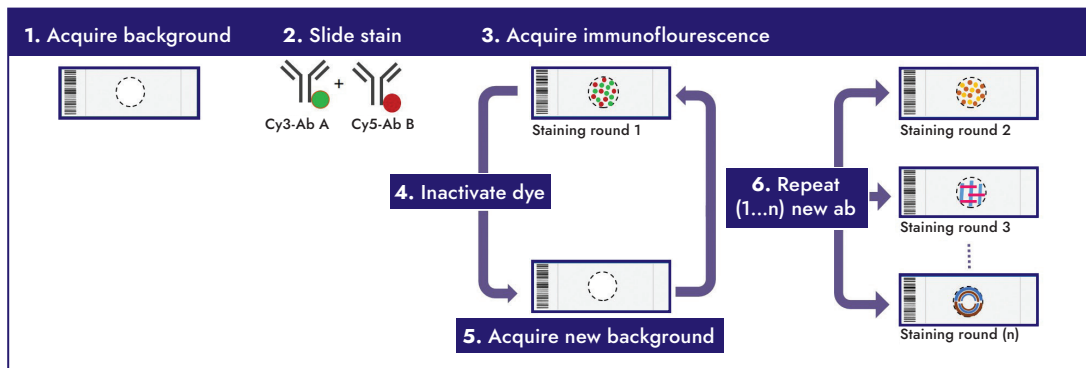 1. Acquire background
2. Slide stain
3. Acquire immunoflourescence
+
Cy3-Ab A
Cy5-Ab B
Staining round 1
4. Inactivate dye
5. Acquire new background
6. Repeat
(1...n) new ab
Staining round 2
Staining round 3
Staining round (n)